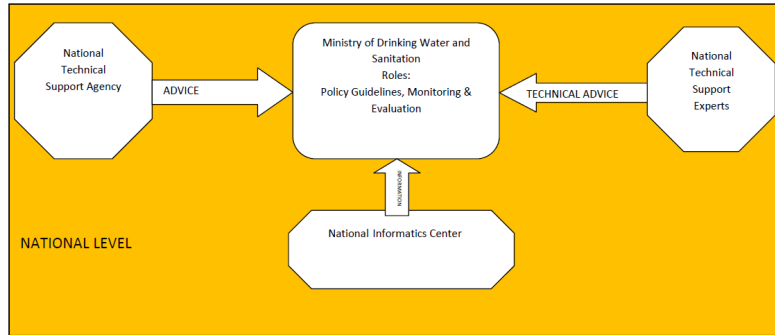 National
Technical
Support Agency
ADVICE
Ministry of Drinking Water and
Sanitation
Roles:
Policy Guidelines, Monitoring &
Evaluation
TECHNICAL ADVICE
National
Technical
Support
Experts
INFORMATION
National Informatics Center
NATIONAL LEVEL